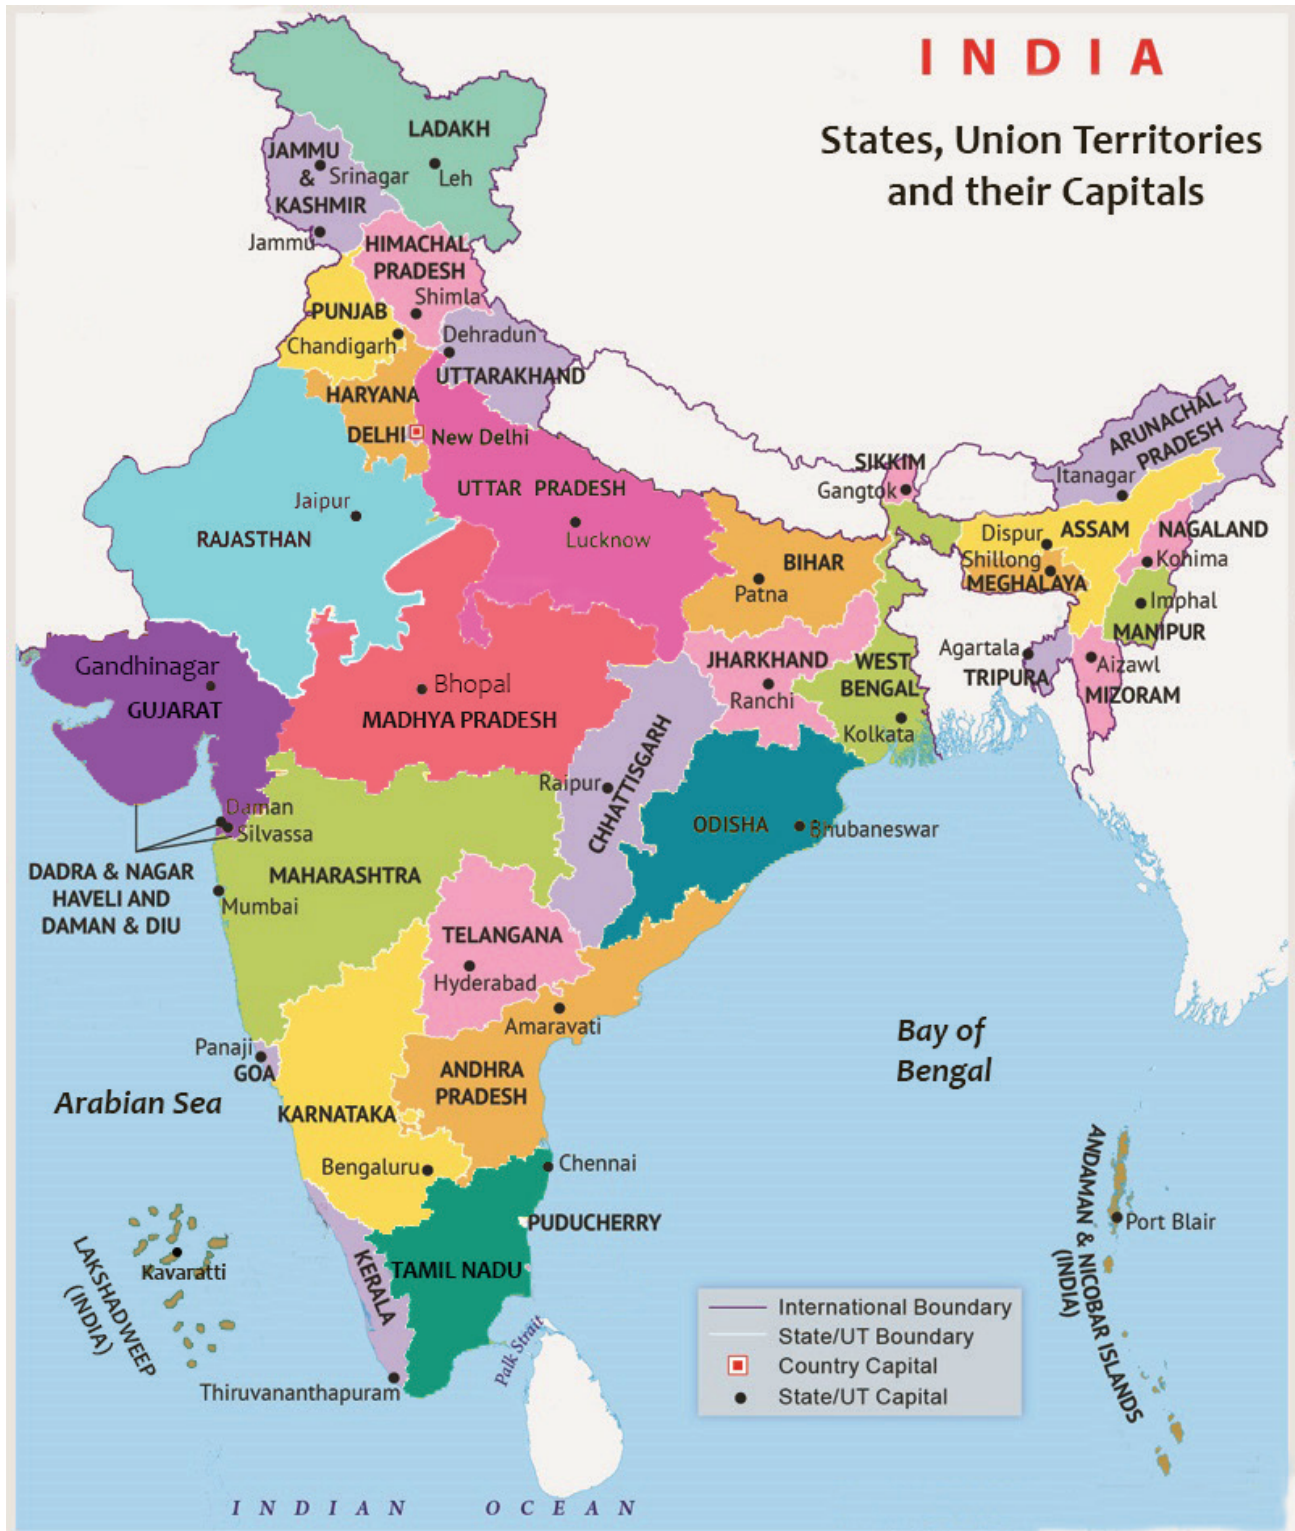 INDIA
States, Union Territories
and their Capitals
LADAKH
Leh
JAMMU
&
KASHMIR
Srinagar
Jammu
HIMACHAL
PRADESH
Shimla
PUNJAB
Chandigarh
Dehradun
UTTARAKHAND
HARYANA
DELHI
New Delhi
UTTAR PRADESH
Lucknow
Jaipur
RAJASTHAN
BIHAR
Patna
SIKKIM
Gangtok
ARUNACHAL
PRADESH
Itanagar
Dispur
ASSAM
NAGALAND
Kohima
Shillong
MEGHALAYA
Imphal
MANIPUR
Agartala
TRIPURA
Aizawl
MIZORAM
JHARKHAND
Ranchi
WEST
BENGAL
Kolkata
Gandhinagar
GUJARAT
Bhopal
MADHYA PRADESH
Raipur
CHHATTISGARH
ODISHA
Bhubaneswar
Daman
Silvassa
DADRA & NAGAR
HAVELI AND
DAMAN & DIU
MAHARASHTRA
Mumbai
TELANGANA
Hyderabad
Amaravati
ANDHRA
PRADESH
Panaji
GOA
KARNATAKA
Bengaluru
Arabian Sea
Bay of
Bengal
Chennai
PUDUCHERRY
TAMIL NADU
KERALA
Thiruvananthapuram
Kavaratti
LAKSHADWEEP
(INDIA)
Palk Strait
Port Blair
ANDAMAN & NICOBAR ISLANDS
(INDIA)
International Boundary
State/UT Boundary
Country Capital
State/UT Capital
INDIAN OCEAN